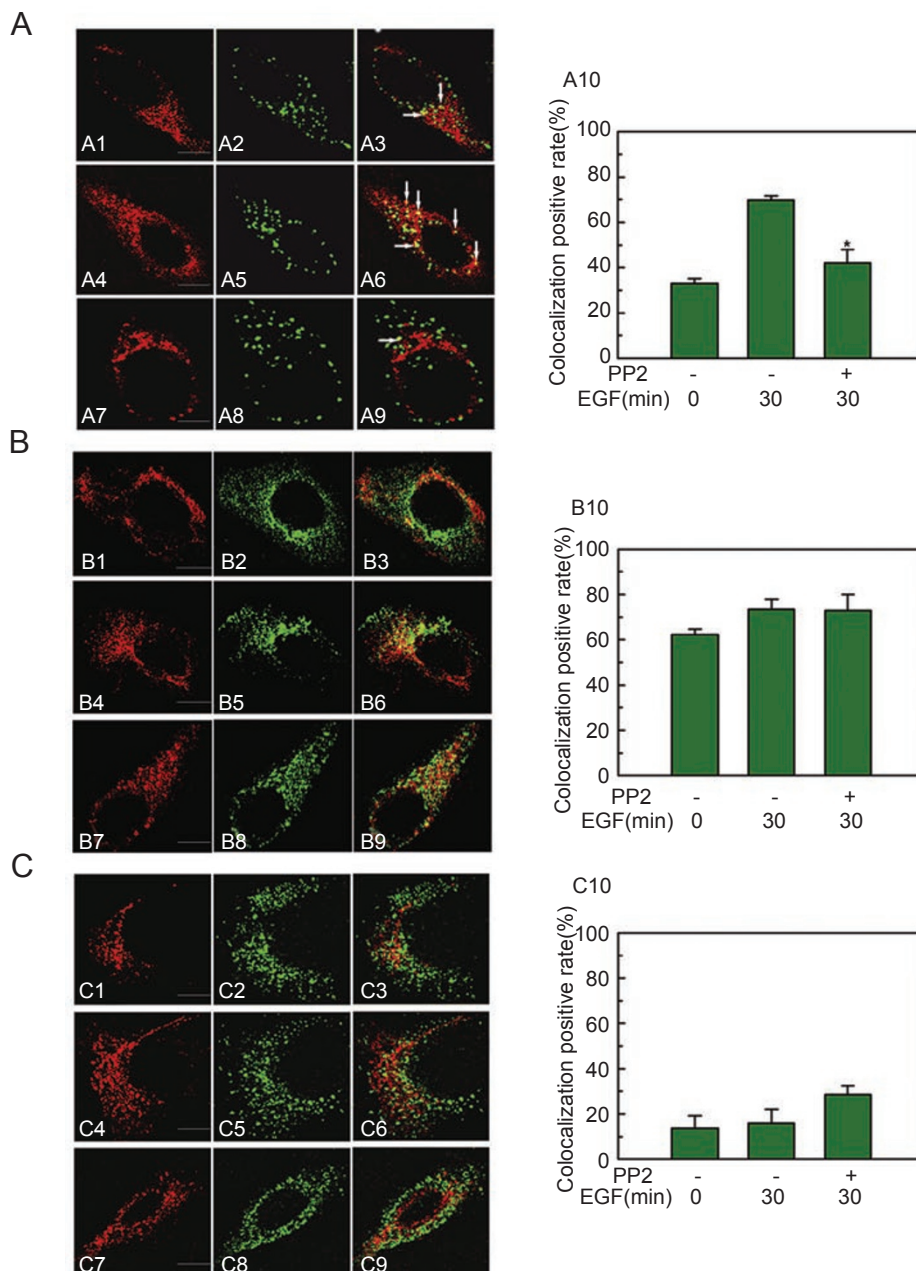 A
A1 A2 A3
A4 A5 A6
A7 A8 A9
A10
Colocalization positive rate(%)
100
80
60
40
20
0
PP2 - - +
EGF(min) 0 30 30
*
B
B1 B2 B3
B4 B5 B6
B7 B8 B9
B10
Colocalization positive rate(%)
100
80
60
40
20
0
PP2 - - +
EGF(min) 0 30 30
C
C1 C2 C3
C4 C5 C6
C7 C8 C9
C10
Colocalization positive rate(%)
100
80
60
40
20
0
PP2 - - +
EGF(min) 0 30 30